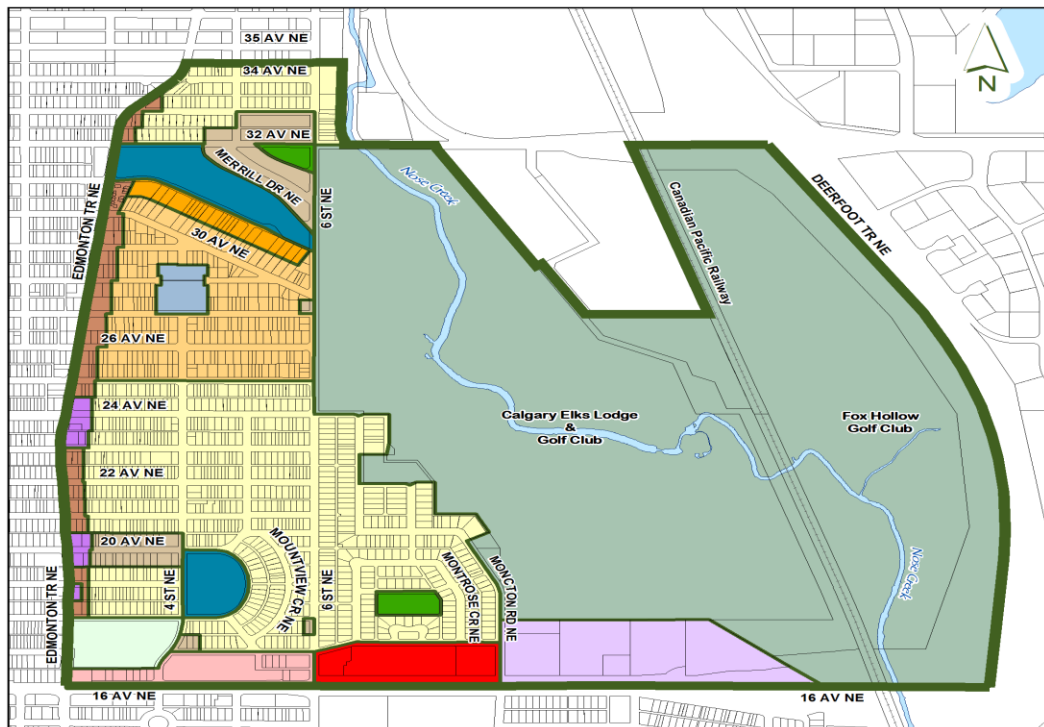 35 AV NE
34 AV NE
N
32 AV NE
MERRILL DR NE
Nose Creek
6 ST NE
30 AV NE
EDMONTON TR NE
Canadian Pacific Railway
DEERFOOT TR NE
26 AV NE
24 AV NE
Calgary Elks Lodge
&
Golf Club
Fox Hollow
Golf Club
22 AV NE
20 AV NE
MOUNTVIEW CR NE
4 ST NE
6 ST NE
MONTROSE CR NE
MONCTON RD NE
Nose Creek
EDMONTON TR NE
16 AV NE
16 AV NE